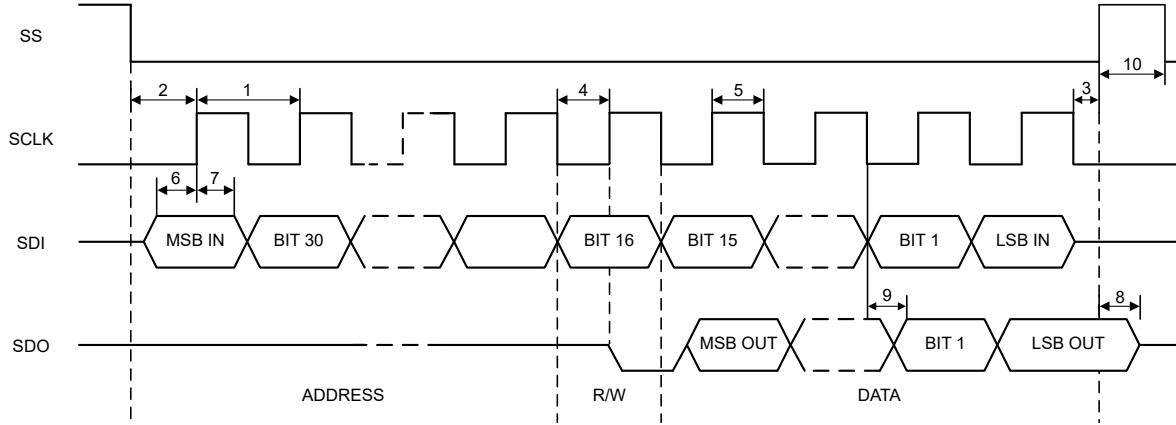 SS
10
2
1
4
5
3
SCLK
6
7
SDI
MSB IN
BIT 30
BIT 16
BIT 15
BIT 1
LSB IN
9
8
SDO
MSB OUT
BIT 1
LSB OUT
ADDRESS
R/W
DATA